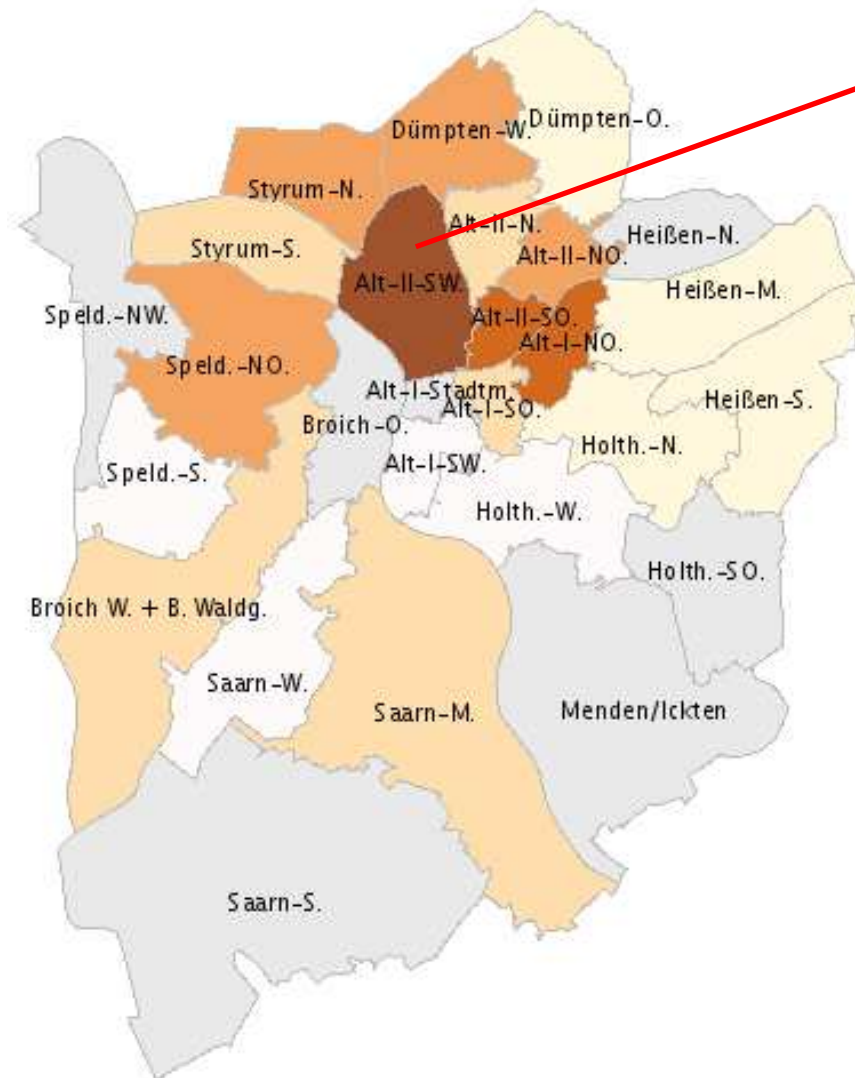 Dümpten-O.
Dümpten-W.
Styrum-N.
Alt-II-N.
Heißen-N.
Styrum-S.
Alt-II-NO.
Alt-II-SW.
Heißen-M.
Speld.-NW.
Alt-II-SO.
Alt-I-NO.
Speld.-NO.
Alt-I-Stadtm.
Heißen-S.
Alt-I-SO.
Broich-O.
Holth.-N.
Alt-I-SW.
Speld.-S.
Holth.-W.
Holth.-SO.
Broich W. + B. Waldg.
Saarn-W.
Saarn-M.
Menden/Ickten
Saarn-S.